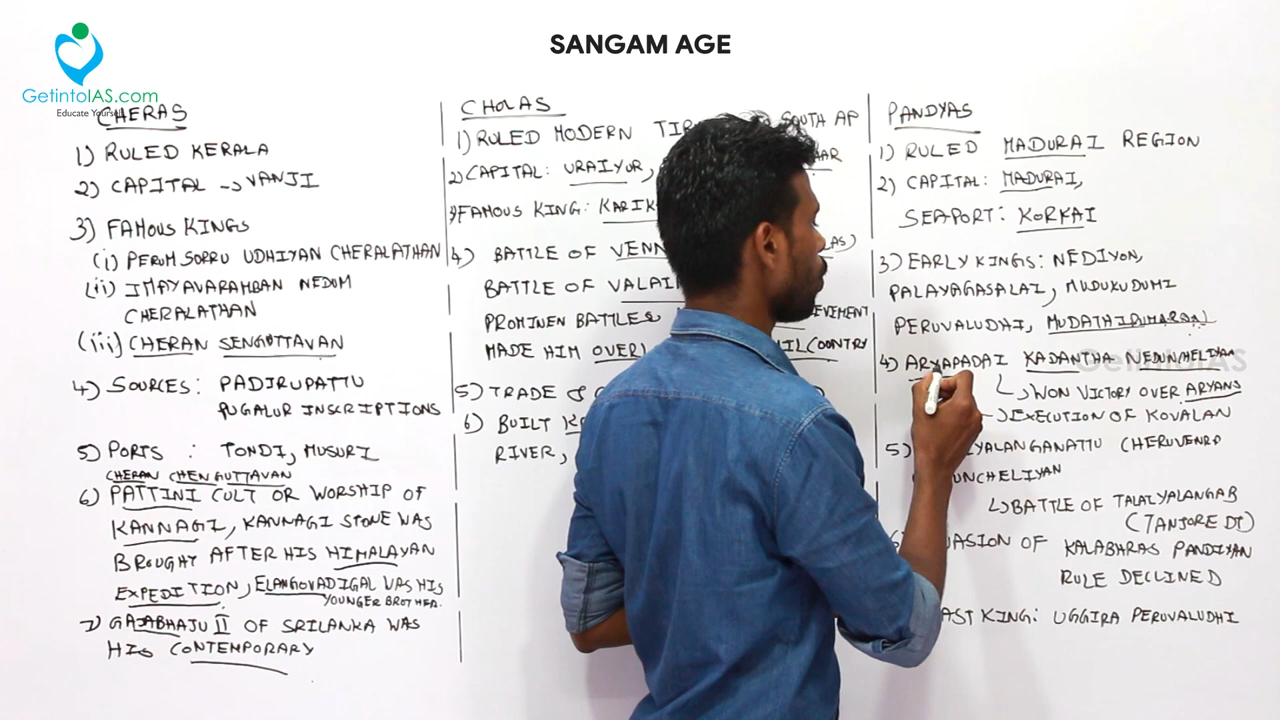 SANGAM AGE
GetintoIAS.com
Educate Yourself
CHERAS
1) RULED KERALA
2) CAPITAL -> VANJI
3) FAMOUS KINGS
(i) PERUM SORRU UDHIYAN CHERALATHAN
(ii) IMAYAVARAMBAN NEDUM
CHERALATHAN
(iii) CHERAN SENGUTTAVAN
4) SOURCES: PADIRUPATTU
PUGALUR INSCRIPTIONS
5) PORTS : TONDI, MUSURI
CHERAN CHENGUTTAVAN
6) PATTINI CULT OR WORSHIP OF
KANNAGI, KANNAGI STONE WAS
BROUGHT AFTER HIS HIMALAYAN
EXPEDITION, ELANGOVADIGAL WAS HIS
YOUNGER BROTHER.
7) GAJABHAJU II OF SRILANKA WAS
HIS CONTEMPORARY
CHOLAS
1) RULED MODERN SOUTH AP
2) CAPITAL: URAIYUR,
3) FAMOUS KING:
4) BATTLE OF
BATTLE OF
PROMINEN BATTLES
MADE HIM COUNTRY
5) TRADE &
6) BUILT
RIVER,
PANDYAS
1) RULED MADURAI REGION
2) CAPITAL: MADURAI,
SEAPORT: KORKAI
3) EARLY KINGS: NEDIYON,
PALAYAGASALAI, MUDUKUDUMI
PERUVALUDHI, MUDATHIRUMARAN
4) ARYAPADAI KADANTHA NEDUNCHELIYAN
GetintoIAS
WON VICTORY OVER ARYANS
EXECUTION OF KOVALAN
5) CHERUVENRA
BATTLE OF TALAIYALANGAB
(TANJORE DT)
OF KALABHRAS PANDIYAN
RULE DECLINED
KING: UGGIRA PERUVALUDHI